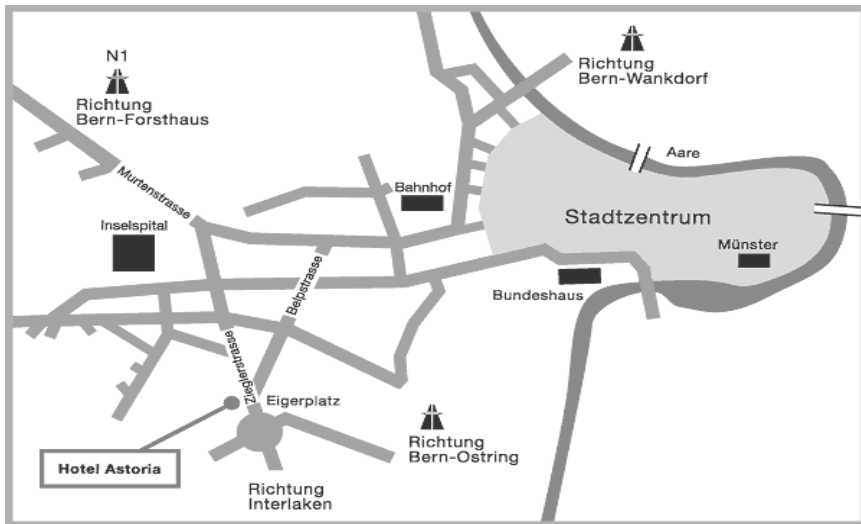 N1
Richtung
Bern-Forsthaus
Richtung
Bern-Wankdorf
Aare
Murtenstrasse
Bahnhof
Inselspital
Stadtzentrum
Münster
Belpstrasse
Bundeshaus
Zieglerstrasse
Eigerplatz
Hotel Astoria
Richtung
Bern-Ostring
Richtung
Interlaken